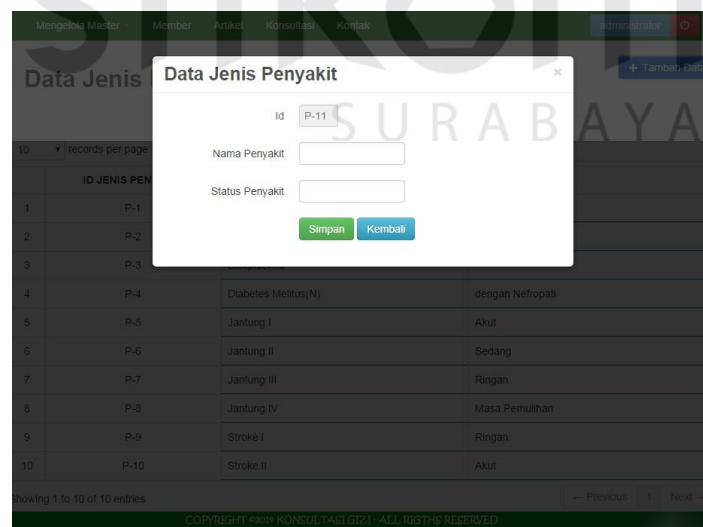 Mengelola Master Member Artikel Konsultasi Kontak administrator
Data Jenis
+ Tambah Data
Data Jenis Penyakit ×
Id P-11
SURABAYA
Nama Penyakit
Status Penyakit
Simpan Kembali
10 records per page
ID JENIS PEN
1 P-1
2 P-2
3 P-3
4 P-4 Diabetes Melitus(N) dengan Nefropati
5 P-5 Jantung I Akut
6 P-6 Jantung II Sedang
7 P-7 Jantung III Ringan
8 P-8 Jantung IV Masa Pemulihan
9 P-9 Stroke I Ringan
10 P-10 Stroke II Akut
Showing 1 to 10 of 10 entries ← Previous 1 Next →
COPYRIGHT ©2014 KONSULTASI GIZI - ALL RIGTHS RESERVED